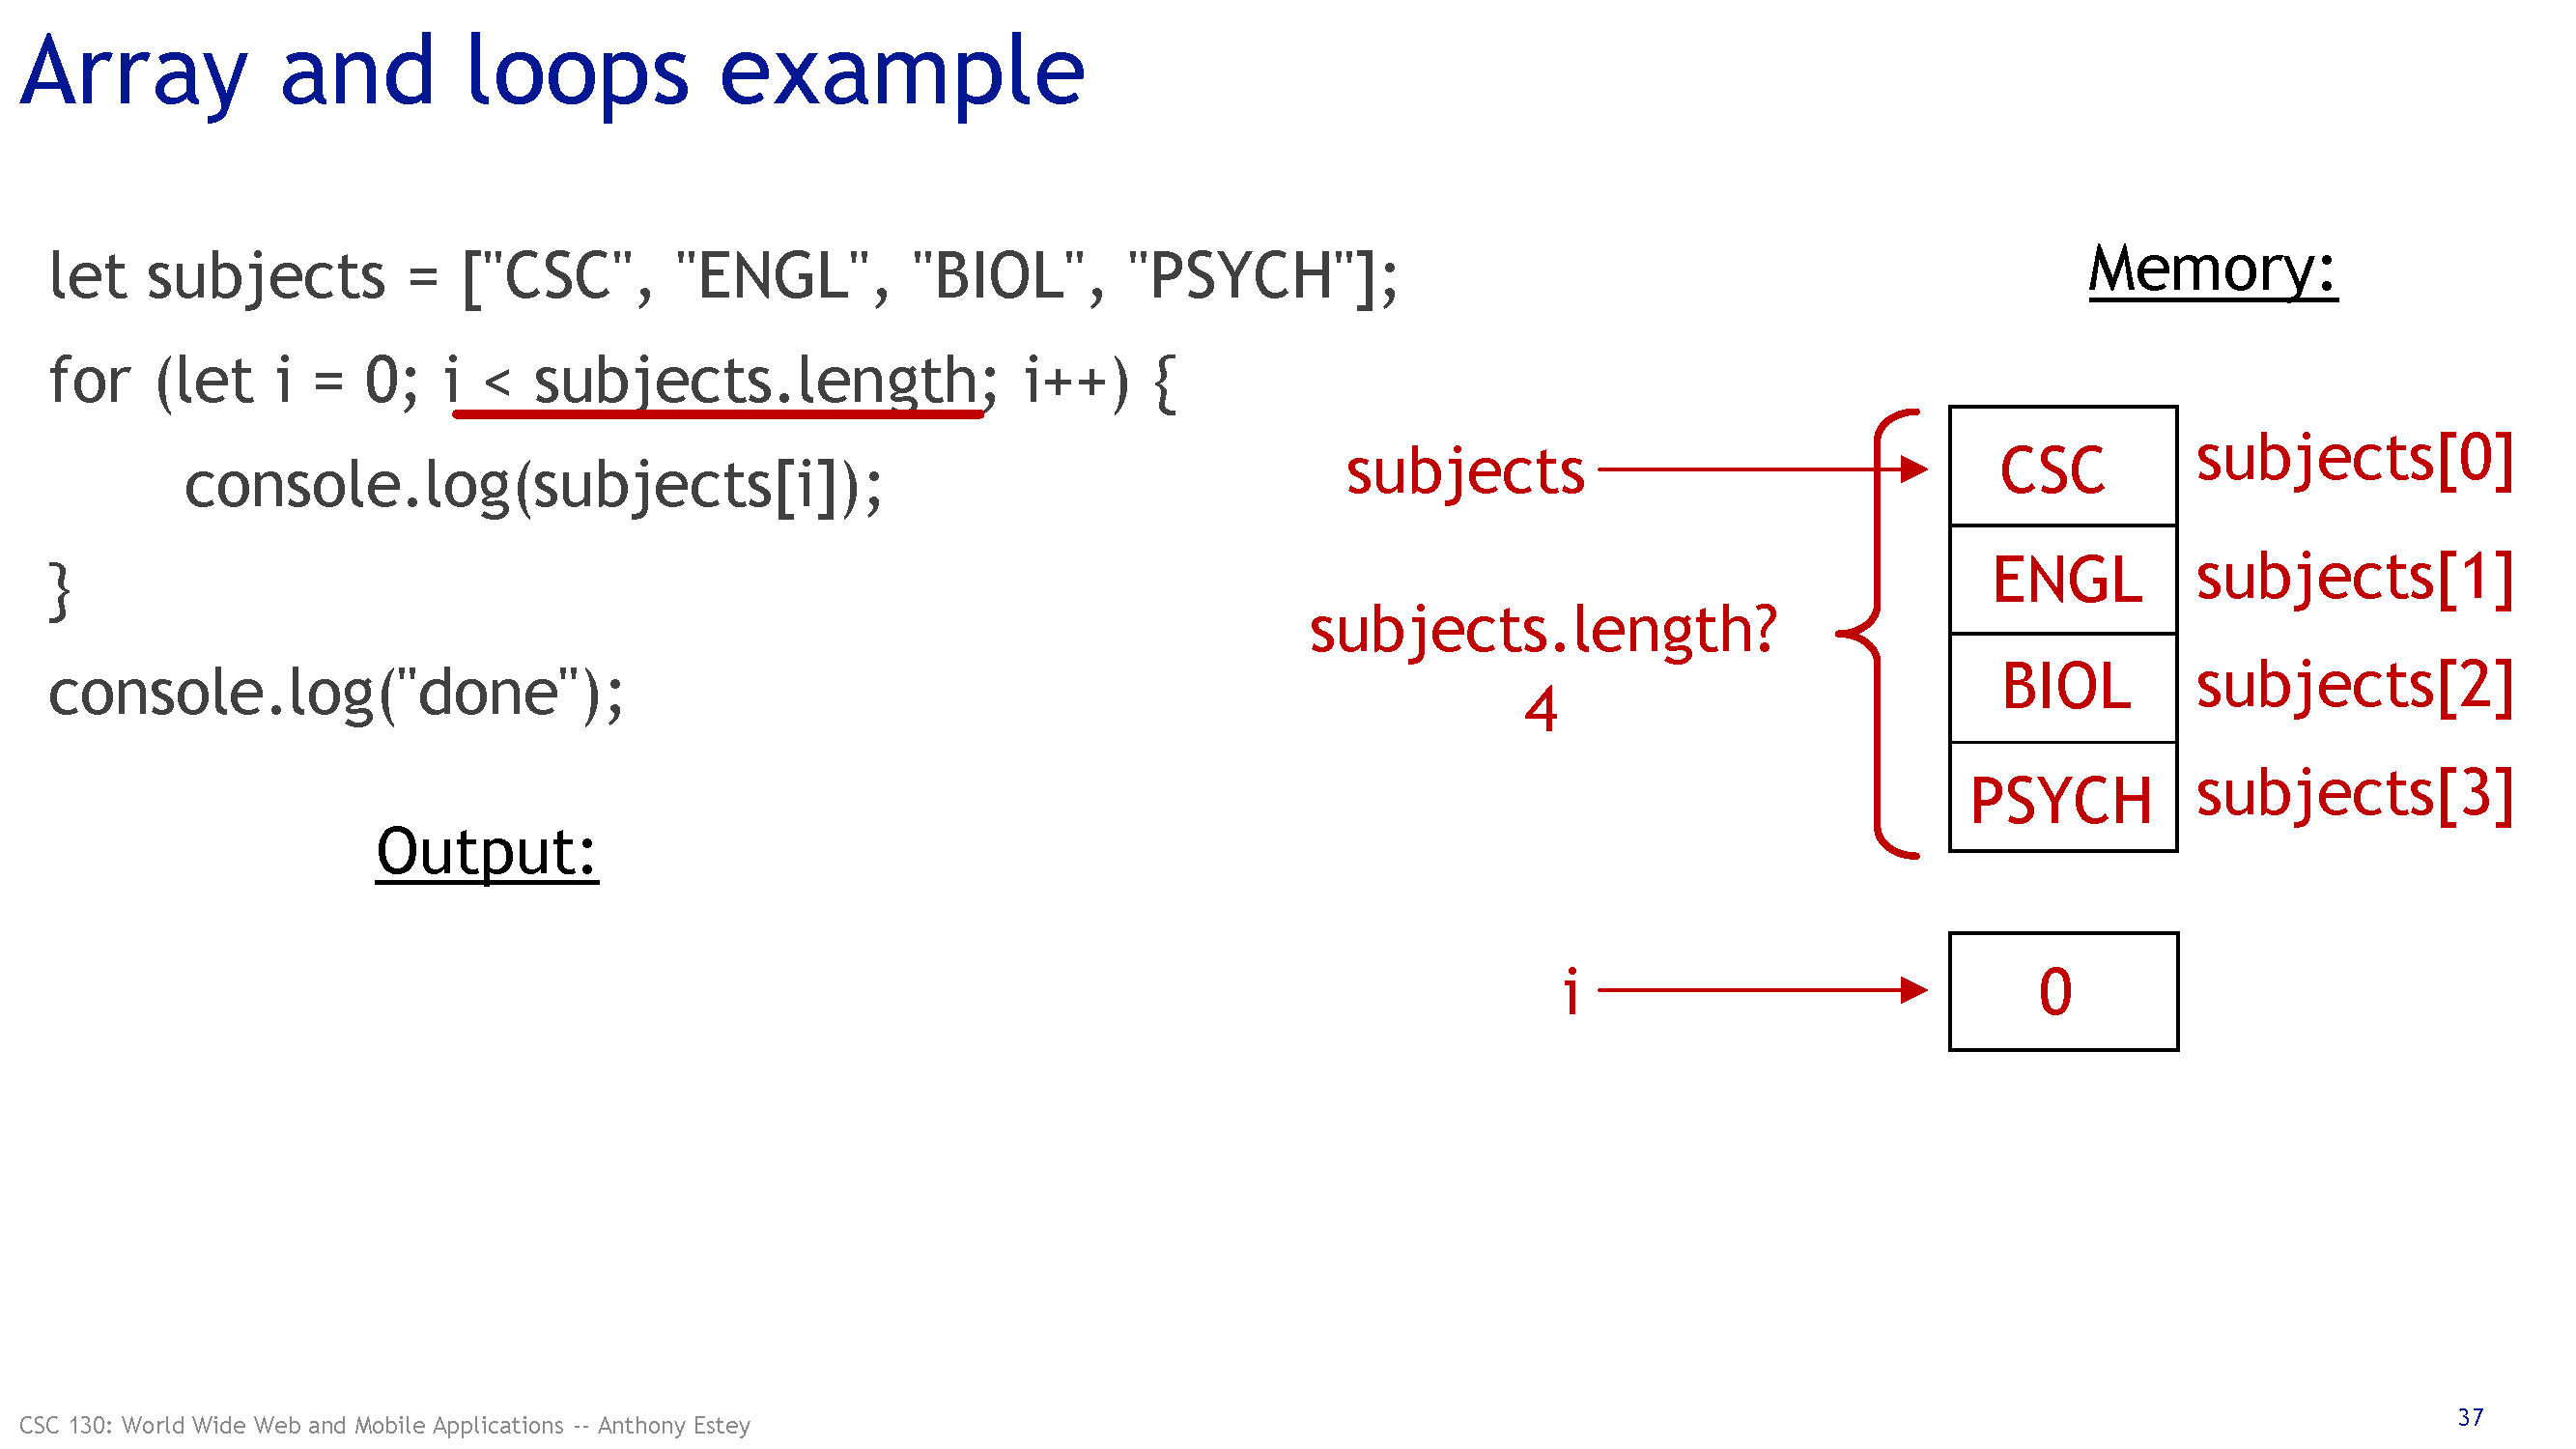 Array and loops example
let subjects = ["CSC", "ENGL", "BIOL", "PSYCH"];
for (let i = 0; i < subjects.length; i++) {
console.log(subjects[i]);
}
console.log("done");
Output:
Memory:
subjects
CSC
subjects[0]
ENGL
subjects[1]
subjects.length?
4
BIOL
subjects[2]
PSYCH
subjects[3]
i
0
CSC 130: World Wide Web and Mobile Applications -- Anthony Estey
37